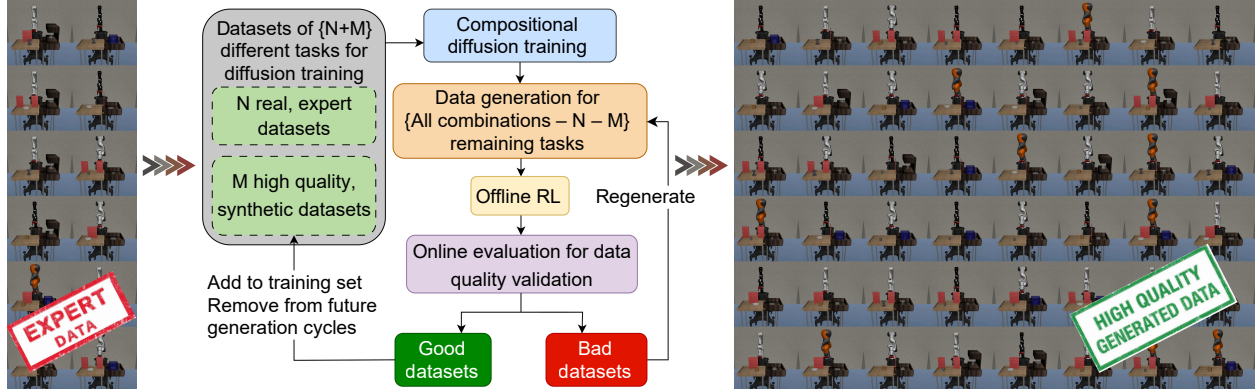 Datasets of {N+M}
different tasks for
diffusion training
N real, expert
datasets
M high quality,
synthetic datasets
Compositional
diffusion training
Data generation for
{All combinations – N – M}
remaining tasks
Offline RL
Regenerate
Online evaluation for data
quality validation
Add to training set
Remove from future
generation cycles
Good
datasets
Bad
datasets
EXPERT
DATA
HIGH QUALITY
GENERATED DATA